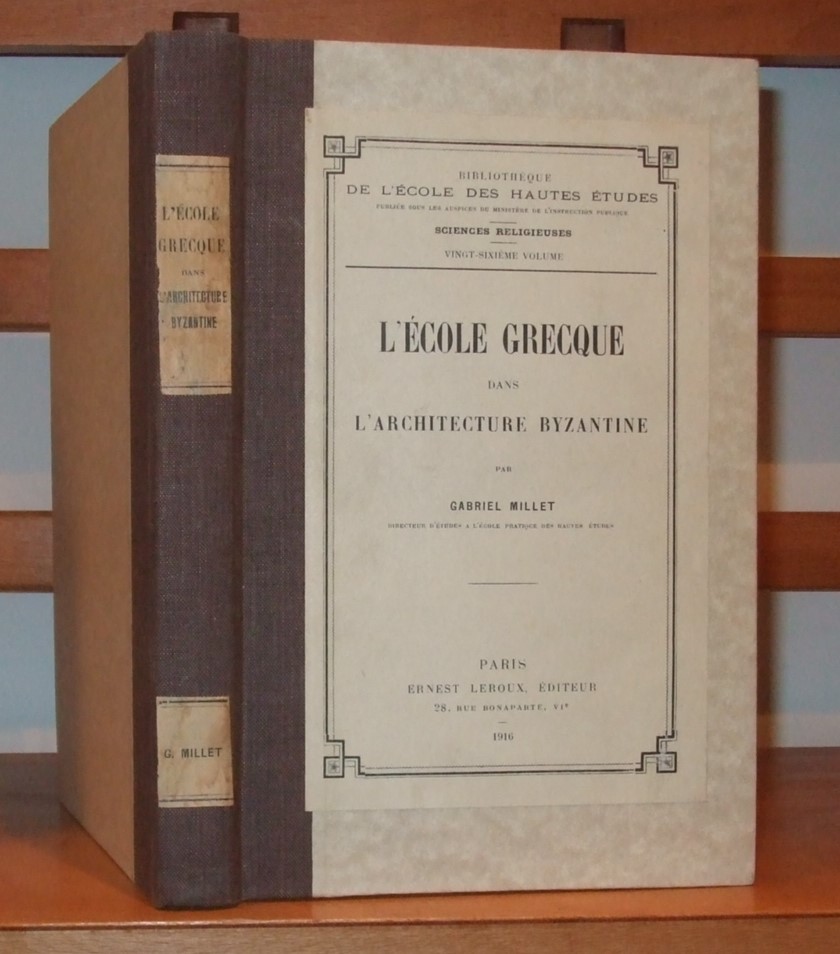 L'ÉCOLE
GRECQUE
DANS
L'ARCHITECTURE
BYZANTINE
G. MILLET
BIBLIOTHÈQUE
DE L'ÉCOLE DES HAUTES ÉTUDES
PUBLIÉE SOUS LES AUSPICES DU MINISTÈRE DE L'INSTRUCTION PUBLIQUE
SCIENCES RELIGIEUSES
VINGT-SIXIÈME VOLUME
L'ÉCOLE GRECQUE
DANS
L'ARCHITECTURE BYZANTINE
PAR
GABRIEL MILLET
DIRECTEUR D'ÉTUDES A L'ÉCOLE PRATIQUE DES HAUTES ÉTUDES
PARIS
ERNEST LEROUX, ÉDITEUR
28, RUE BONAPARTE, VIe
1916